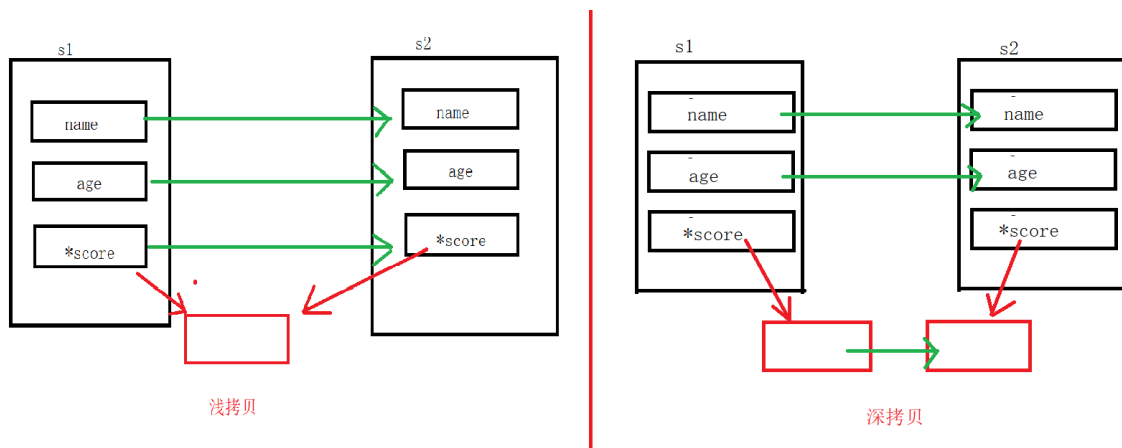 s1
s2
name
name
age
age
*score
*score
浅拷贝
s1
s2
name
name
age
age
*score
*score
深拷贝